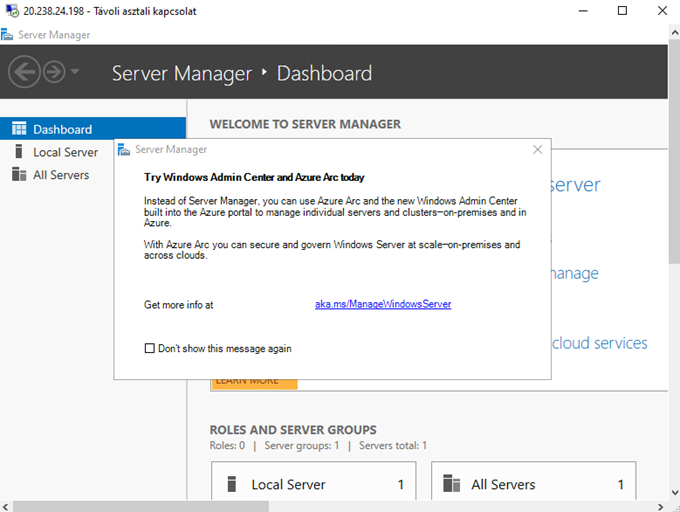 20.238.24.198 - Távoli asztali kapcsolat
Server Manager
Server Manager ‣ Dashboard
Dashboard
Local Server
All Servers
WELCOME TO SERVER MANAGER
server
Server Manager
Try Windows Admin Center and Azure Arc today
Instead of Server Manager, you can use Azure Arc and the new Windows Admin Center
built into the Azure portal to manage individual servers and clusters–on-premises and in
Azure.
With Azure Arc you can secure and govern Windows Server at scale–on-premises and
across clouds.
Get more info at aka.ms/ManageWindowsServer
Don't show this message again
manage
cloud services
LEARN MORE
ROLES AND SERVER GROUPS
Roles: 0 | Server groups: 1 | Servers total: 1
Local Server 1
All Servers 1